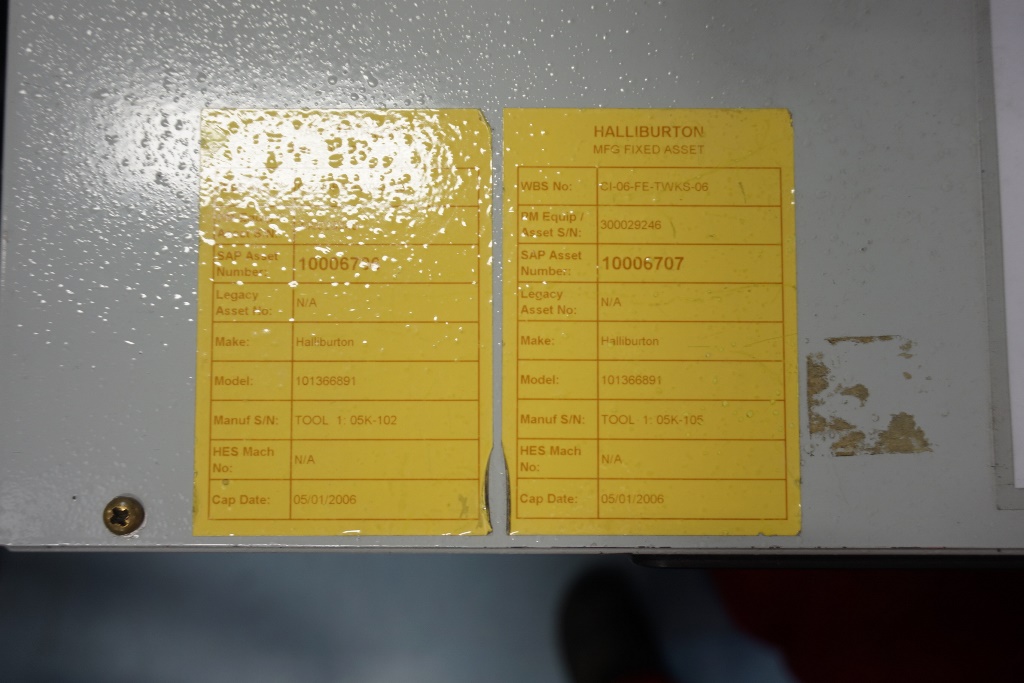 Asset S/N:
SAP Asset
Number:
Legacy
Asset No:
N/A
Make: Halliburton
Model: 101366891
Manuf S/N: TOOL 1: 05K-102
HES Mach
No:
N/A
Cap Date: 05/01/2006
HALLIBURTON
MFG FIXED ASSET
WBS No: SI-06-FE-TWKS-06
PM Equip /
Asset S/N:
300029246
SAP Asset
Number:
10006707
Legacy
Asset No:
N/A
Make: Halliburton
Model: 101366891
Manuf S/N: TOOL 1: 05K-105
HES Mach
No:
N/A
Cap Date: 05/01/2006